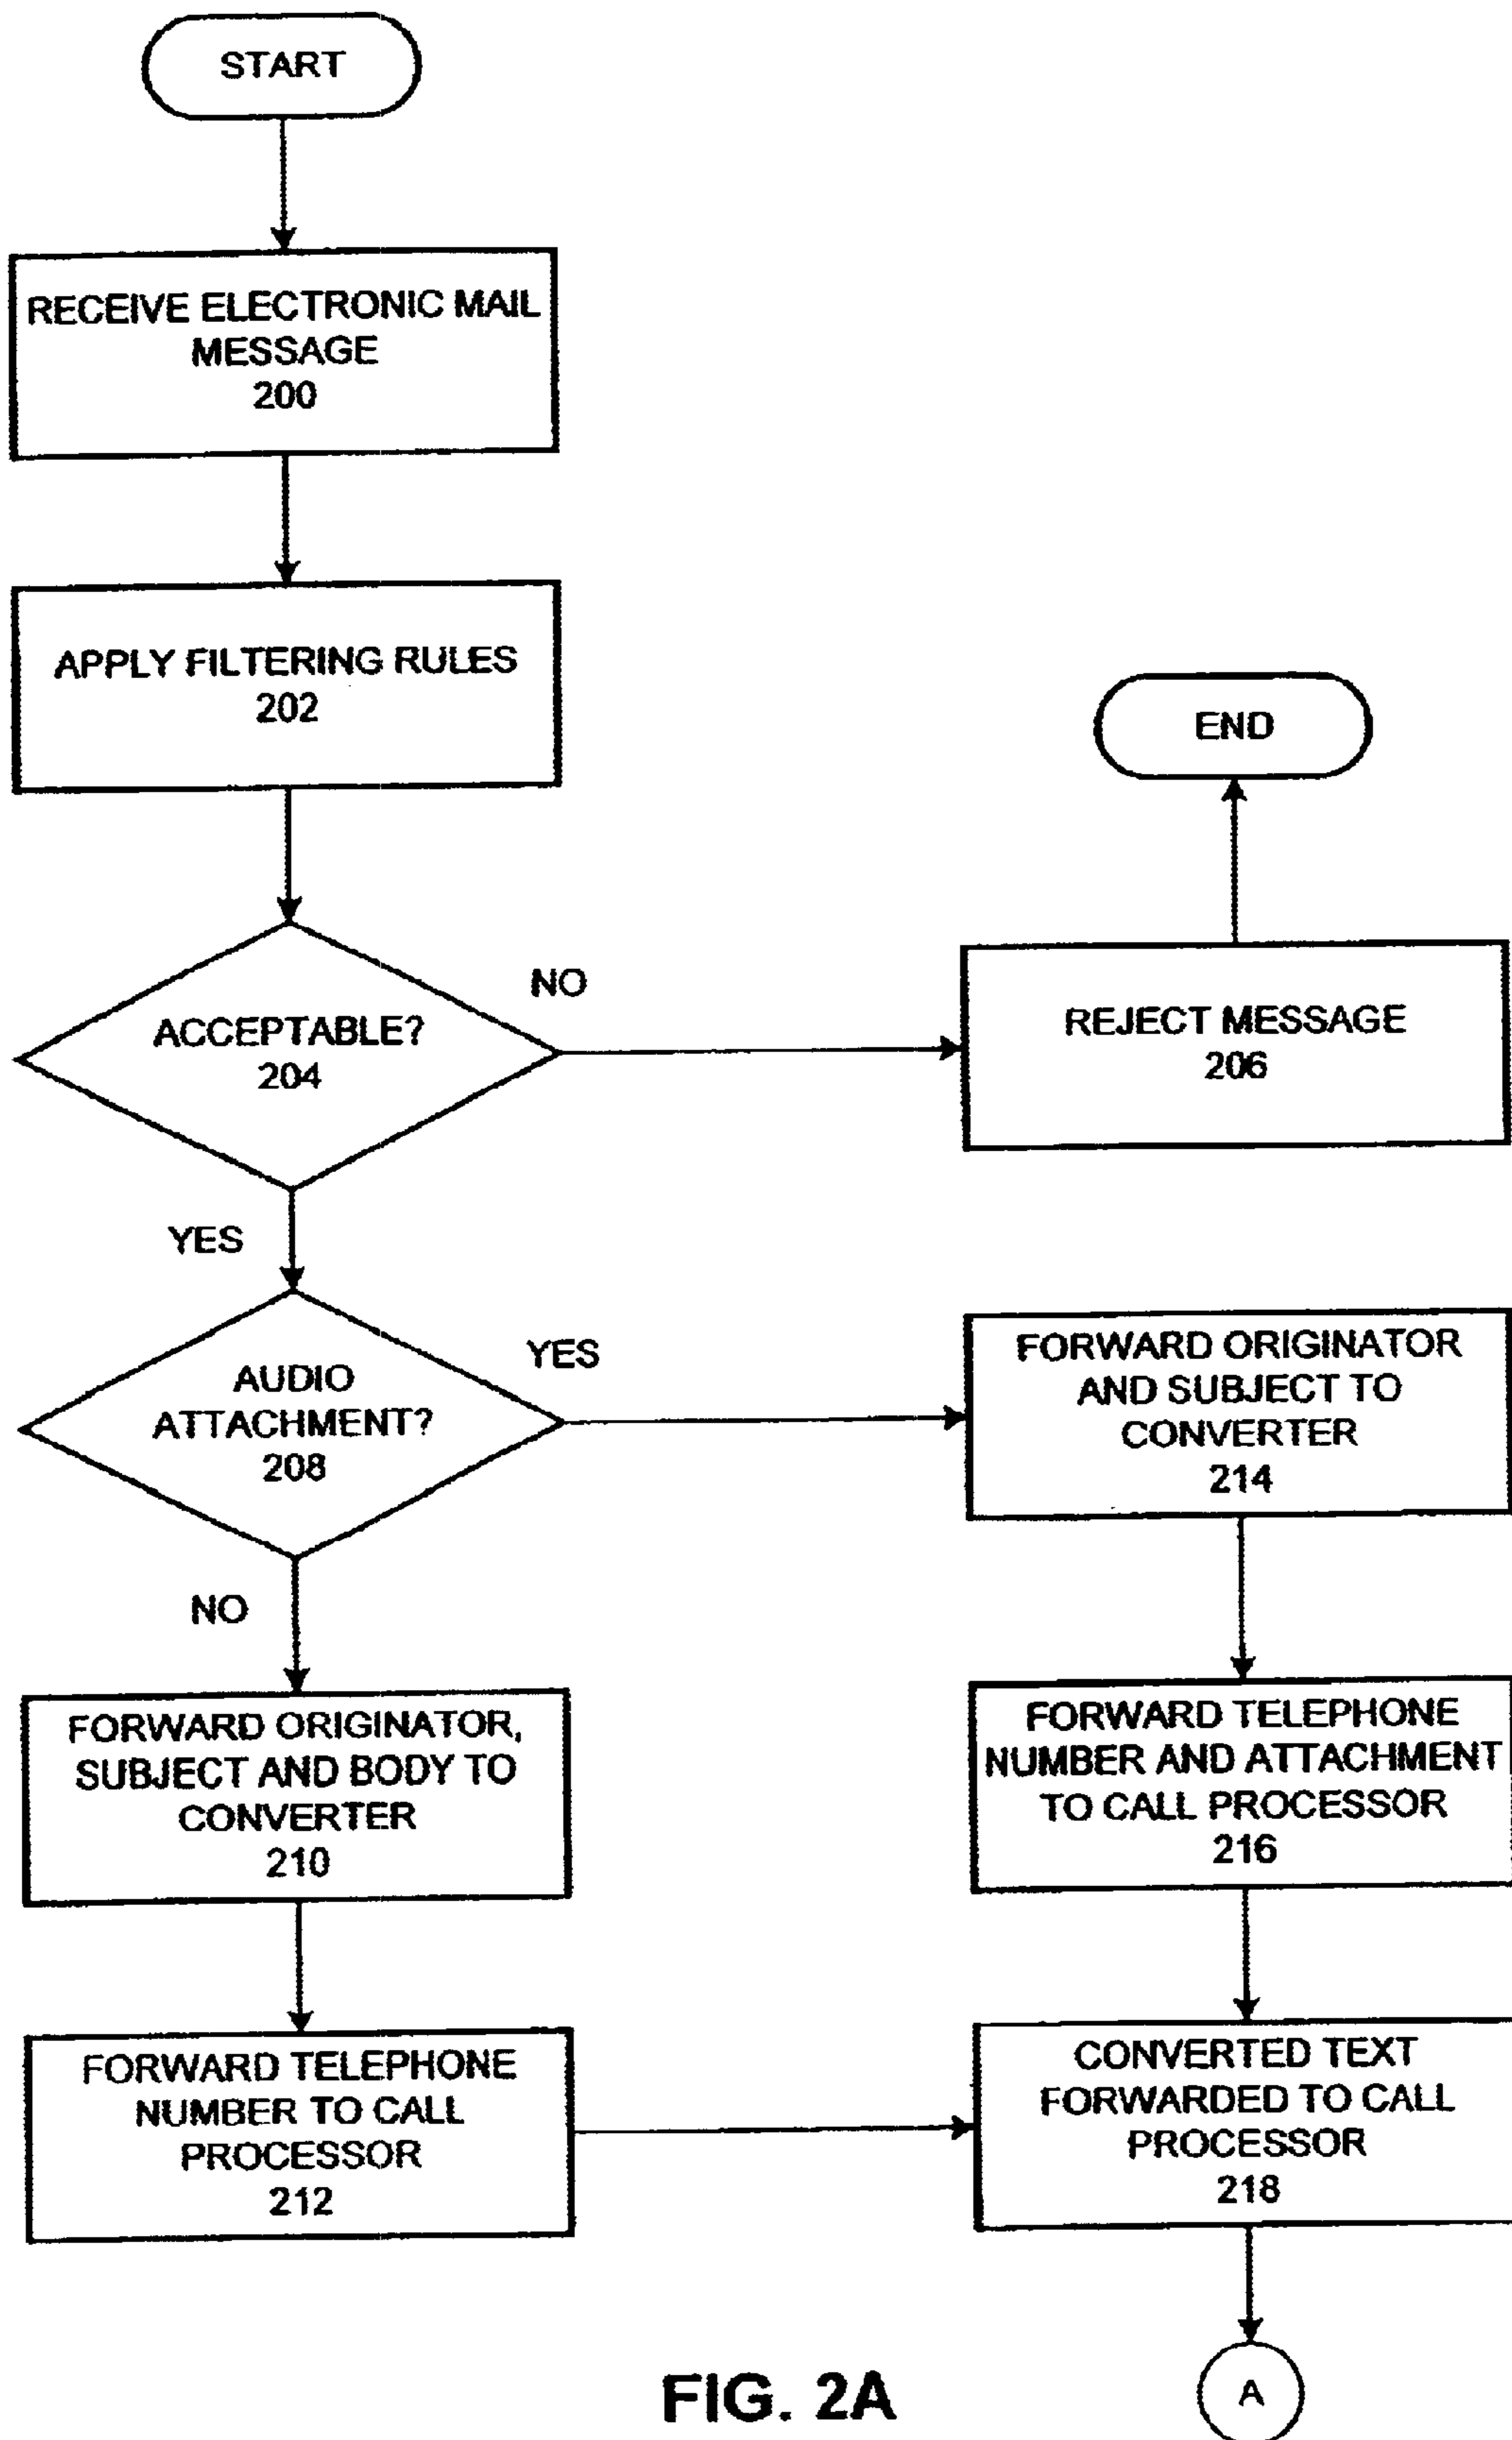 START
RECEIVE ELECTRONIC MAIL
MESSAGE
200
APPLY FILTERING RULES
202
END
ACCEPTABLE?
204
NO
REJECT MESSAGE
206
YES
AUDIO
ATTACHMENT?
208
YES
FORWARD ORIGINATOR
AND SUBJECT TO
CONVERTER
214
NO
FORWARD ORIGINATOR,
SUBJECT AND BODY TO
CONVERTER
210
FORWARD TELEPHONE
NUMBER AND ATTACHMENT
TO CALL PROCESSOR
216
FORWARD TELEPHONE
NUMBER TO CALL
PROCESSOR
212
CONVERTED TEXT
FORWARDED TO CALL
PROCESSOR
218
A
FIG. 2A